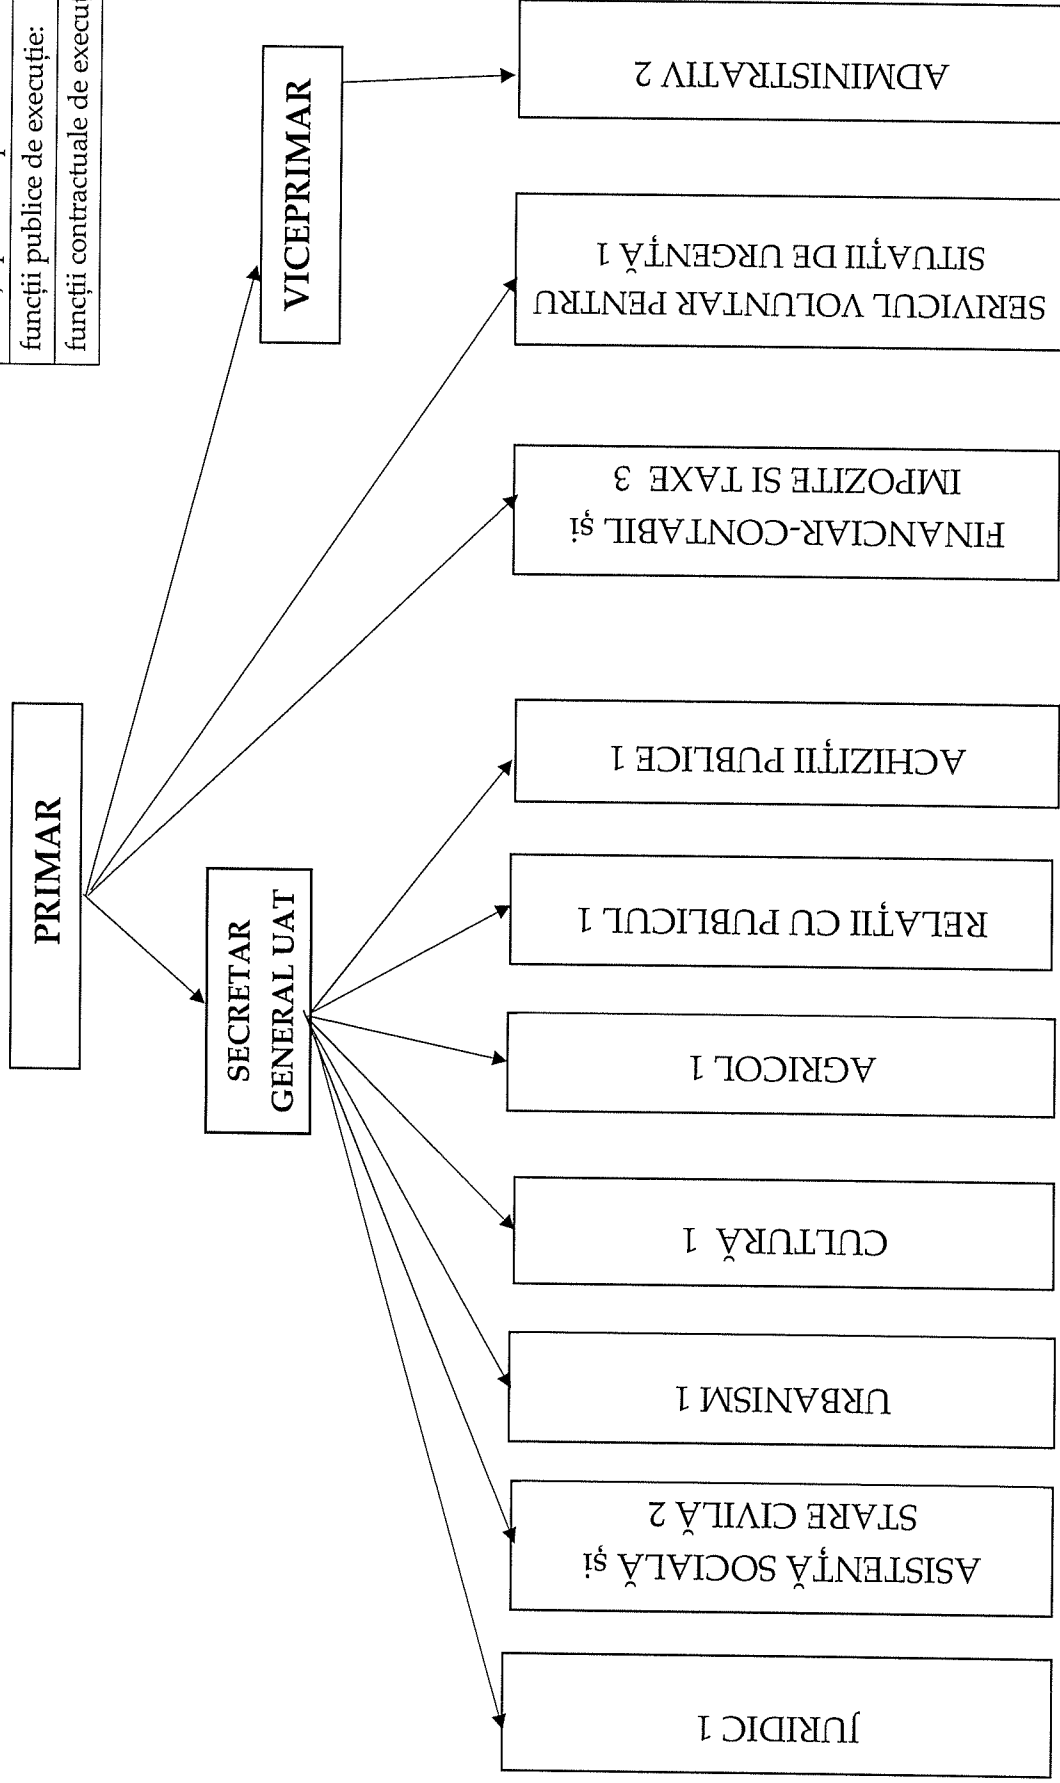 funcții publice de execuție:
funcții contractuale de
PRIMAR
VICEPRIMAR
SECRETAR
GENERAL UAT
JURIDIC 1
ASISTENȚĂ SOCIALĂ și
STARE CIVILĂ 2
URBANISM 1
CULTURĂ 1
AGRICOL 1
RELAȚII CU PUBLICUL 1
ACHIZIȚII PUBLICE 1
FINANCIAR-CONTABIL și
IMPOZITE SI TAXE 3
SERIVICUL VOLUNTAR PENTRU
SITUAȚII DE URGENȚĂ 1
ADMINISTRATIV 2